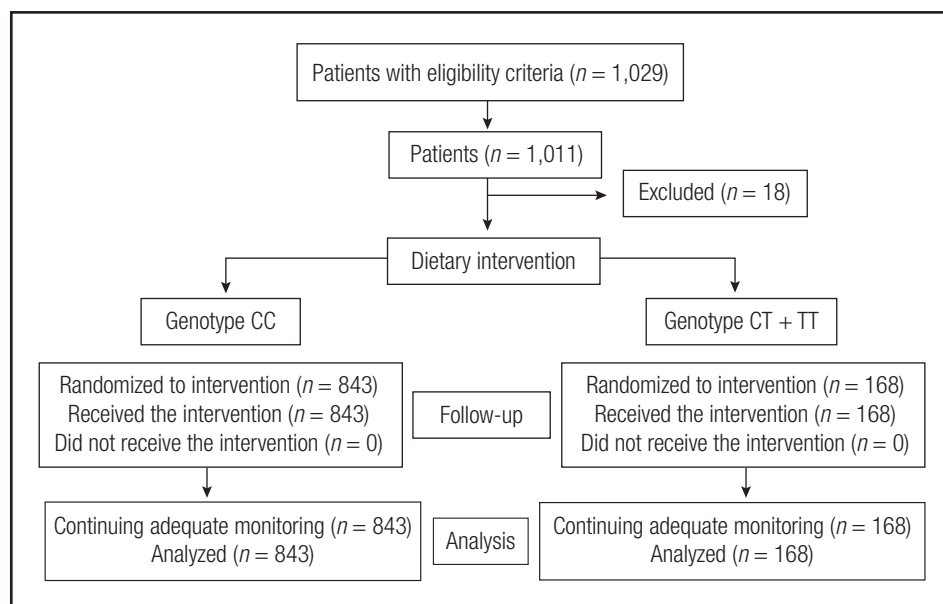 Patients with eligibility criteria (n = 1,029)
Patients (n = 1,011)
Excluded (n = 18)
Dietary intervention
Genotype CC
Genotype CT + TT
Randomized to intervention (n = 843)
Received the intervention (n = 843)
Did not receive the intervention (n = 0)
Follow-up
Randomized to intervention (n = 168)
Received the intervention (n = 168)
Did not receive the intervention (n = 0)
Continuing adequate monitoring (n = 843)
Analyzed (n = 843)
Analysis
Continuing adequate monitoring (n = 168)
Analyzed (n = 168)